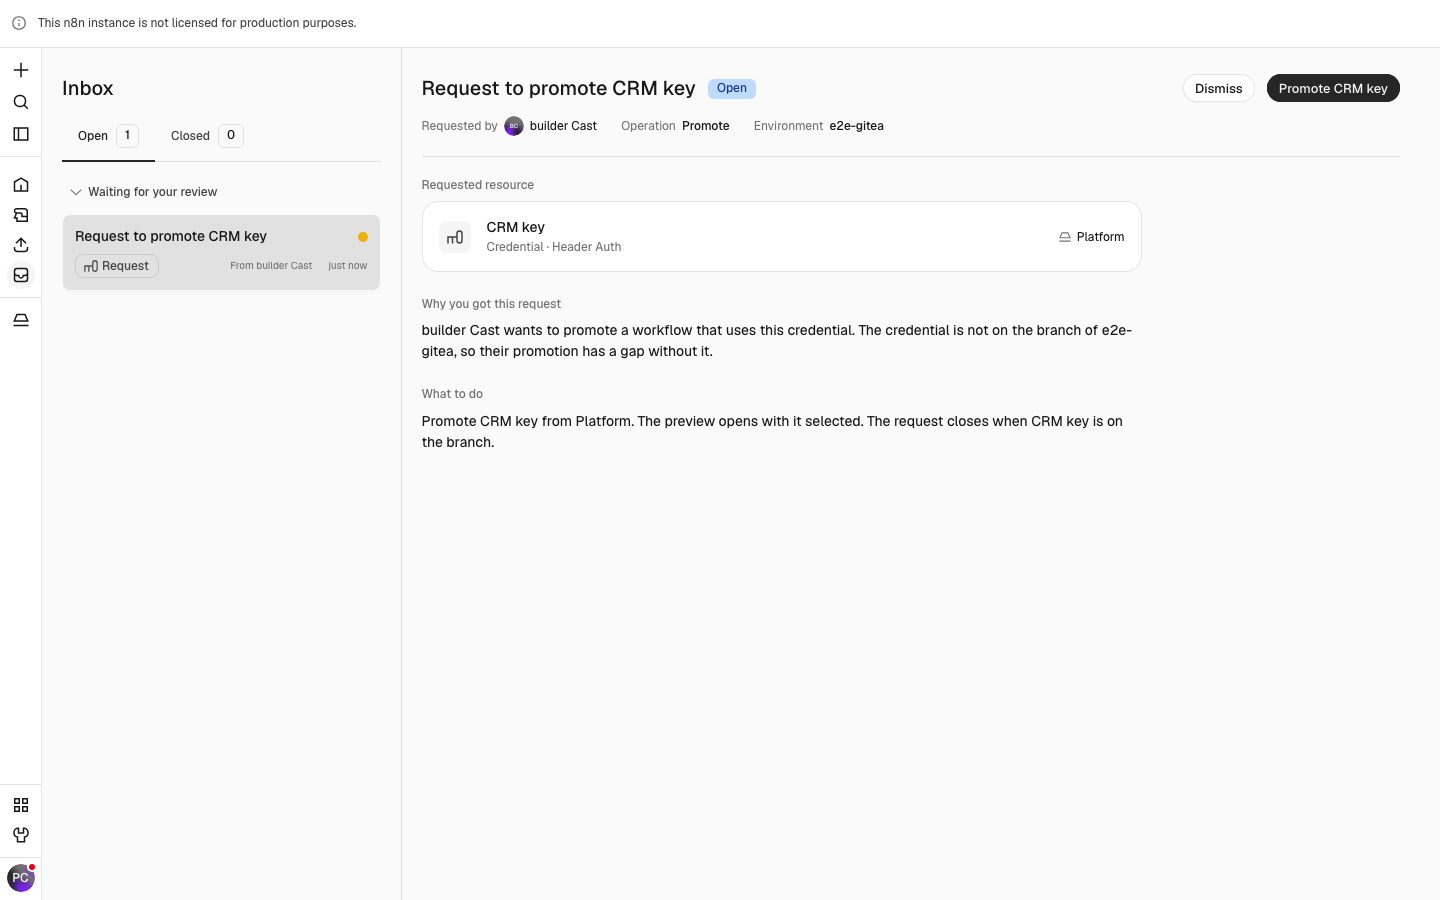 This n8n instance is not licensed for production purposes.
Inbox
Open 1 Closed 0
Waiting for your review
Request to promote CRM key
Request From builder Cast just now
Request to promote CRM key Open Dismiss Promote CRM key
Requested by BC builder Cast Operation Promote Environment e2e-gitea
Requested resource
CRM key
Credential · Header Auth
Platform
Why you got this request
builder Cast wants to promote a workflow that uses this credential. The credential is not on the branch of e2e-
gitea, so their promotion has a gap without it.
What to do
Promote CRM key from Platform. The preview opens with it selected. The request closes when CRM key is on
the branch.
PC